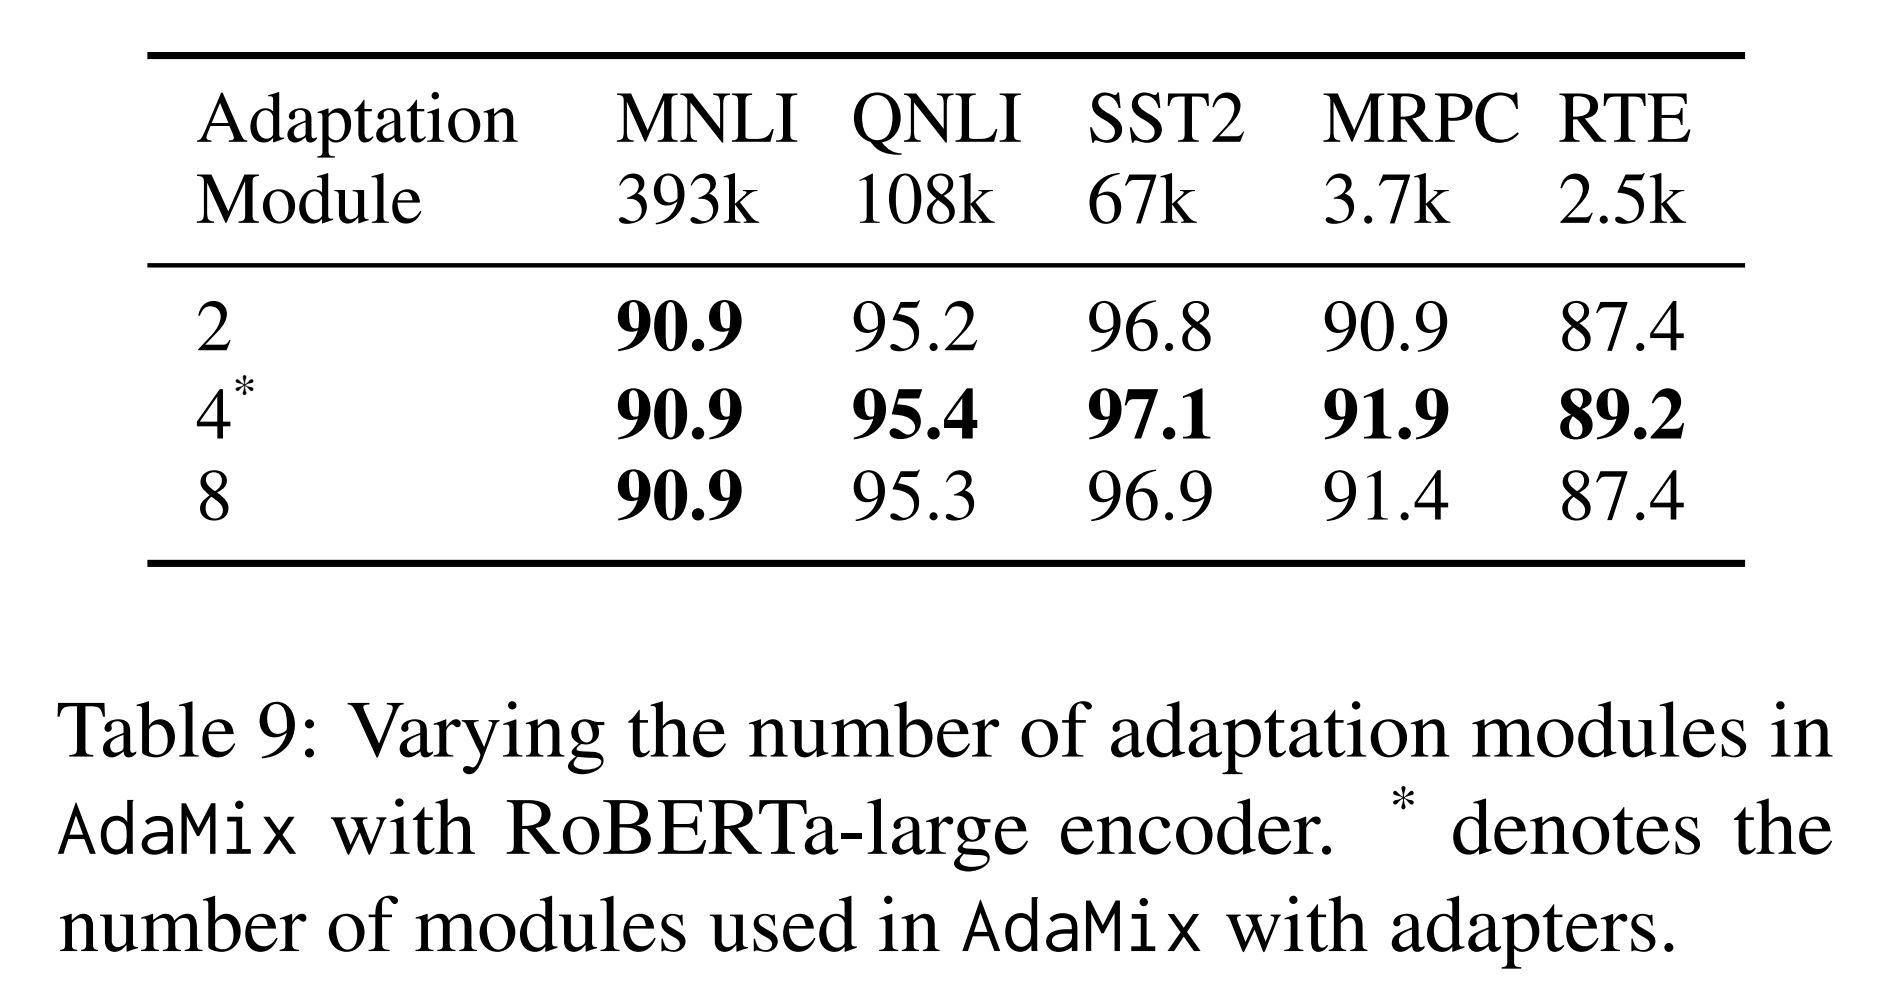 Adaptation MNLI QNLI SST2 MRPC RTE
Module 393k 108k 67k 3.7k 2.5k
2 90.9 95.2 96.8 90.9 87.4
4* 90.9 95.4 97.1 91.9 89.2
8 90.9 95.3 96.9 91.4 87.4
Table 9: Varying the number of adaptation modules in
AdaMix with RoBERTa-large encoder. * denotes the
number of modules used in AdaMix with adapters.